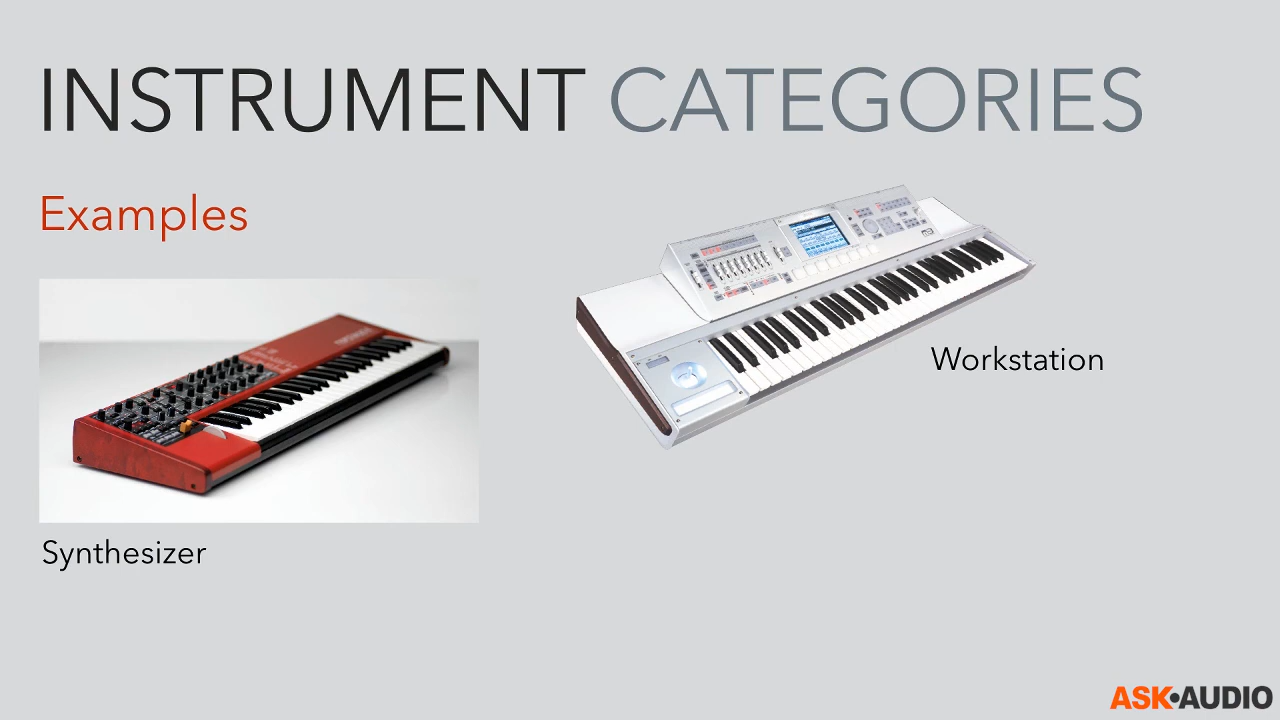 INSTRUMENT CATEGORIES
Examples
Workstation
Synthesizer
ASK•AUDIO